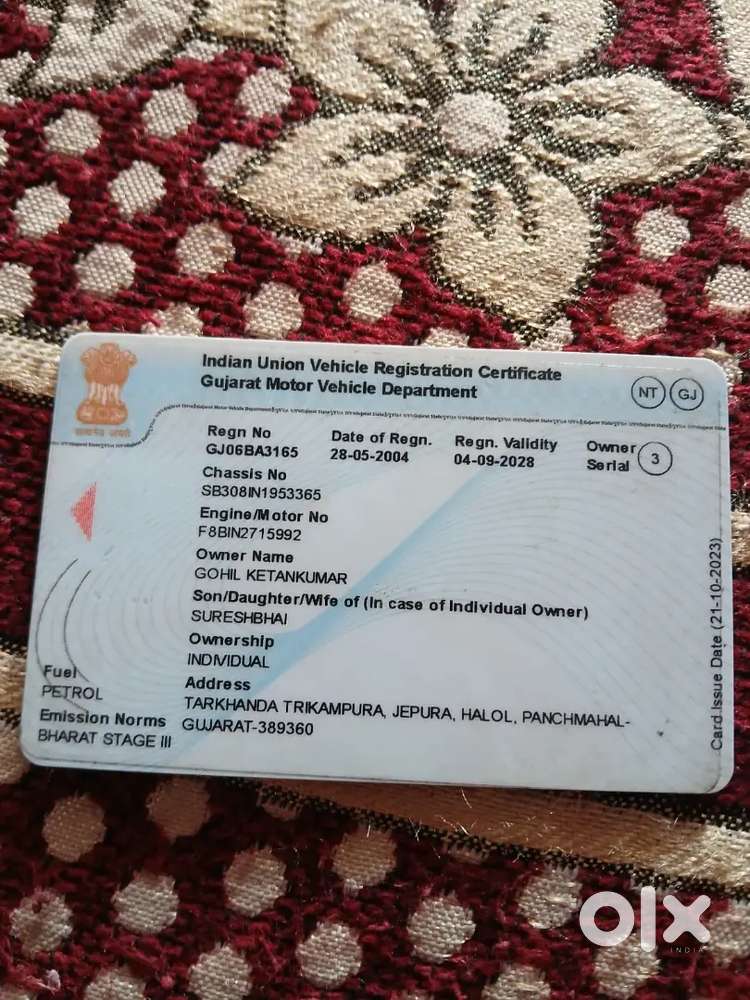 Indian Union Vehicle Registration Certificate
Gujarat Motor Vehicle Department
NT GJ
सत्यमेव जयते
Regn No Date of Regn. Regn. Validity Owner Serial 3
GJ06BA3165 28-05-2004 04-09-2028
Chassis No
SB308IN1953365
Engine/Motor No
F8BIN2715992
Owner Name
GOHIL KETANKUMAR
Son/Daughter/Wife of (In case of Individual Owner)
SURESHBHAI
Ownership
INDIVIDUAL
Address
TARKHANDA TRIKAMPURA, JEPURA, HALOL, PANCHMAHAL-
GUJARAT-389360
Fuel
PETROL
Emission Norms
BHARAT STAGE III
Card Issue Date (21-10-2023)
olx
INDIA